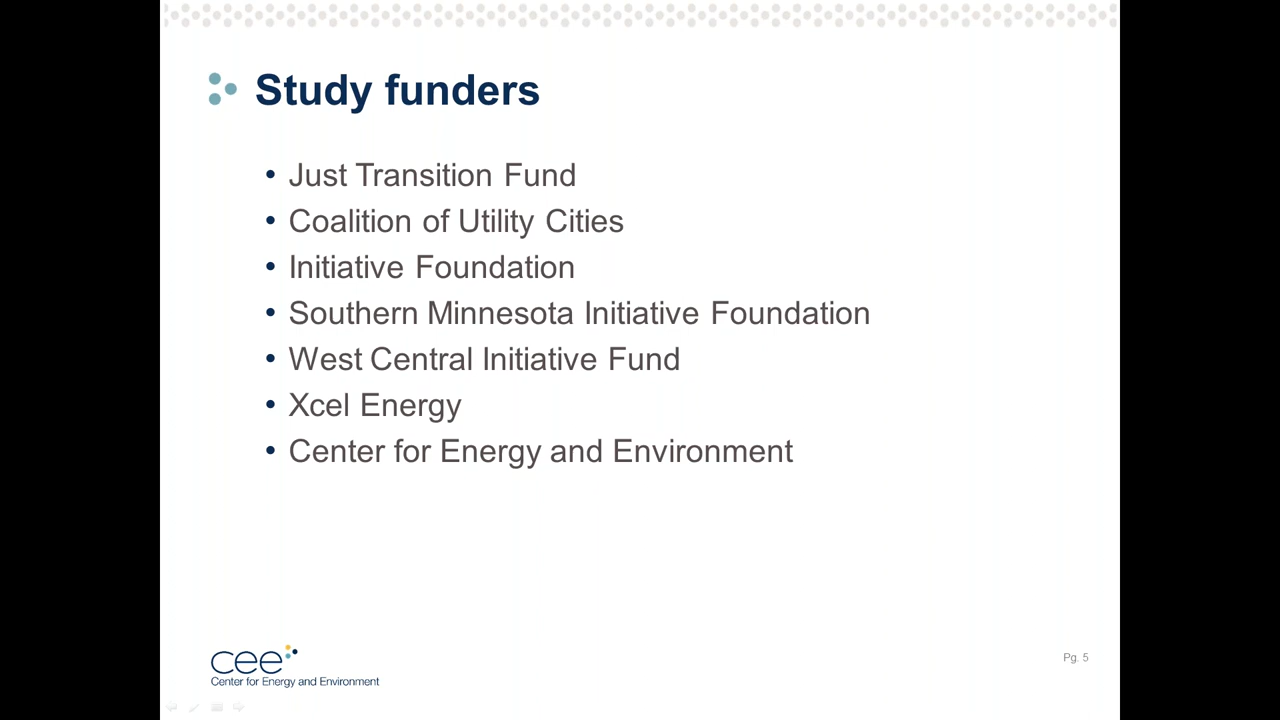 Study funders
• Just Transition Fund
• Coalition of Utility Cities
• Initiative Foundation
• Southern Minnesota Initiative Foundation
• West Central Initiative Fund
• Xcel Energy
• Center for Energy and Environment
cee
Center for Energy and Environment
Pg. 5